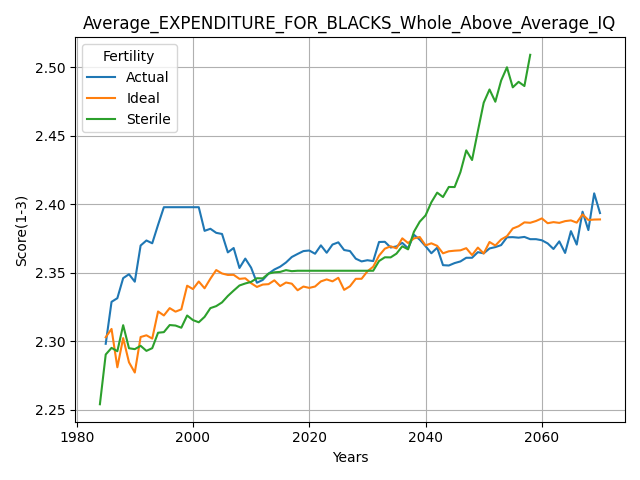 Average_EXPENDITURE_FOR_BLACKS_Whole_Above_Average_IQ
Fertility
Actual
Ideal
Sterile
2.50
2.45
2.40
2.35
2.30
2.25
Score(1-3)
1980 2000 2020 2040 2060
Years